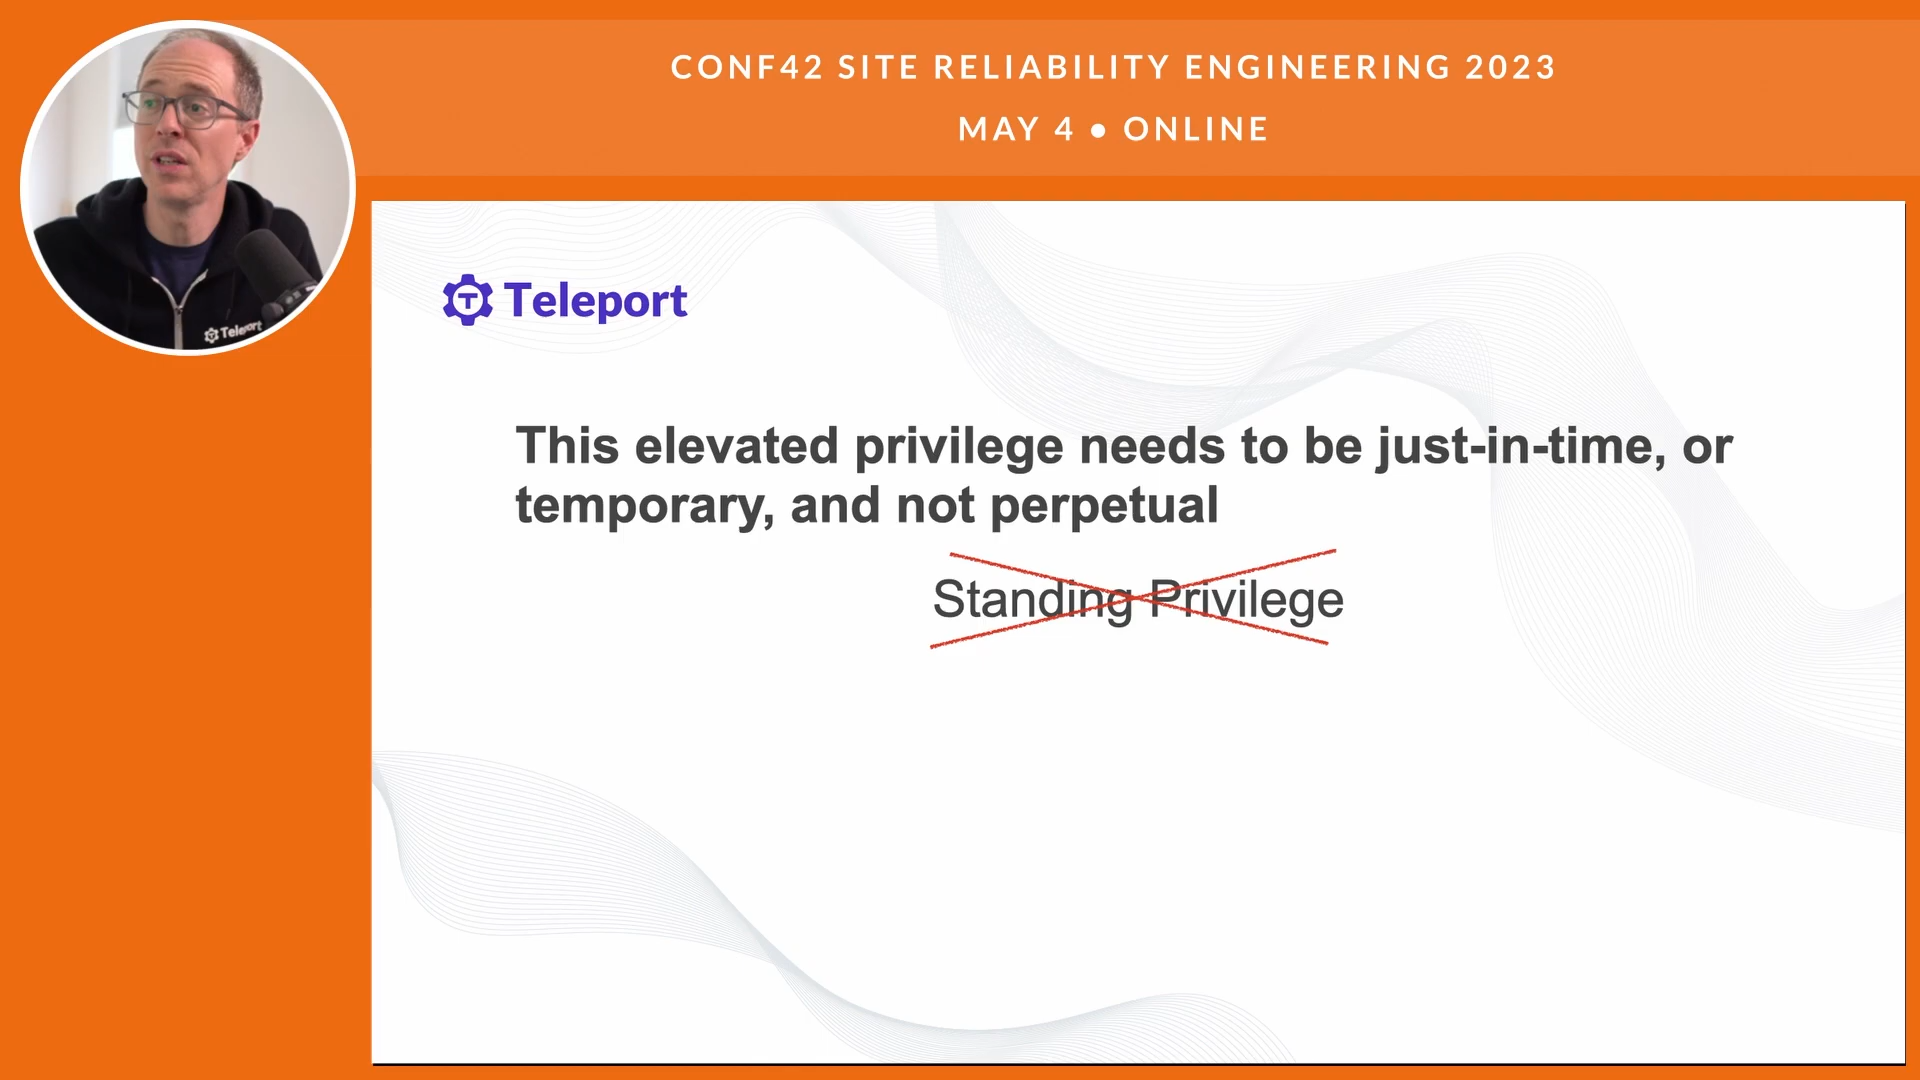 CONF42 SITE RELIABILITY ENGINEERING 2023
MAY 4 ● ONLINE
Teleport
Teleport
This elevated privilege needs to be just-in-time, or
temporary, and not perpetual
Standing Privilege